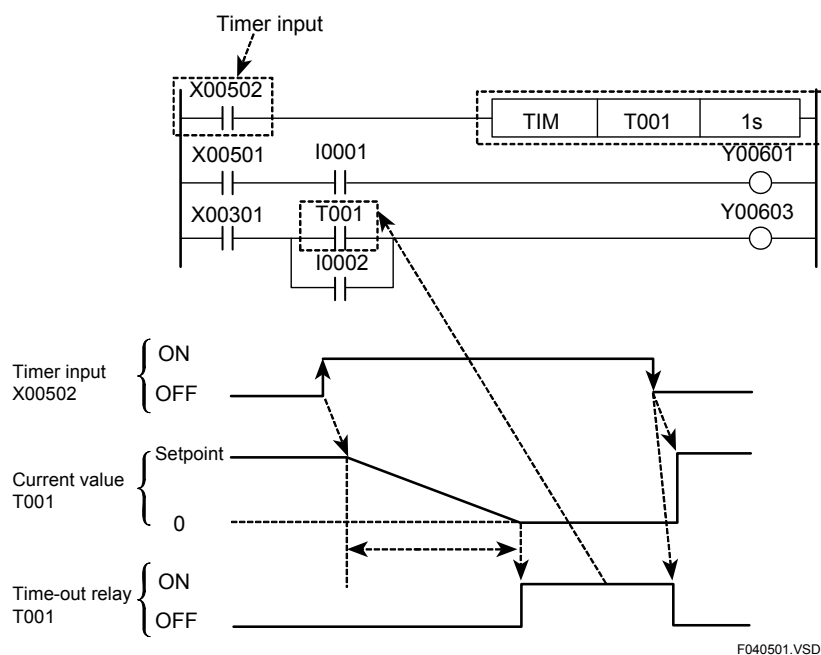 Timer input
X00502
TIM T001 1s
X00501 I0001 Y00601
X00301 T001 Y00603
I0002
Timer input
X00502
ON
OFF
Current value
T001
Setpoint
0
Time-out relay
T001
ON
OFF
F040501.VSD